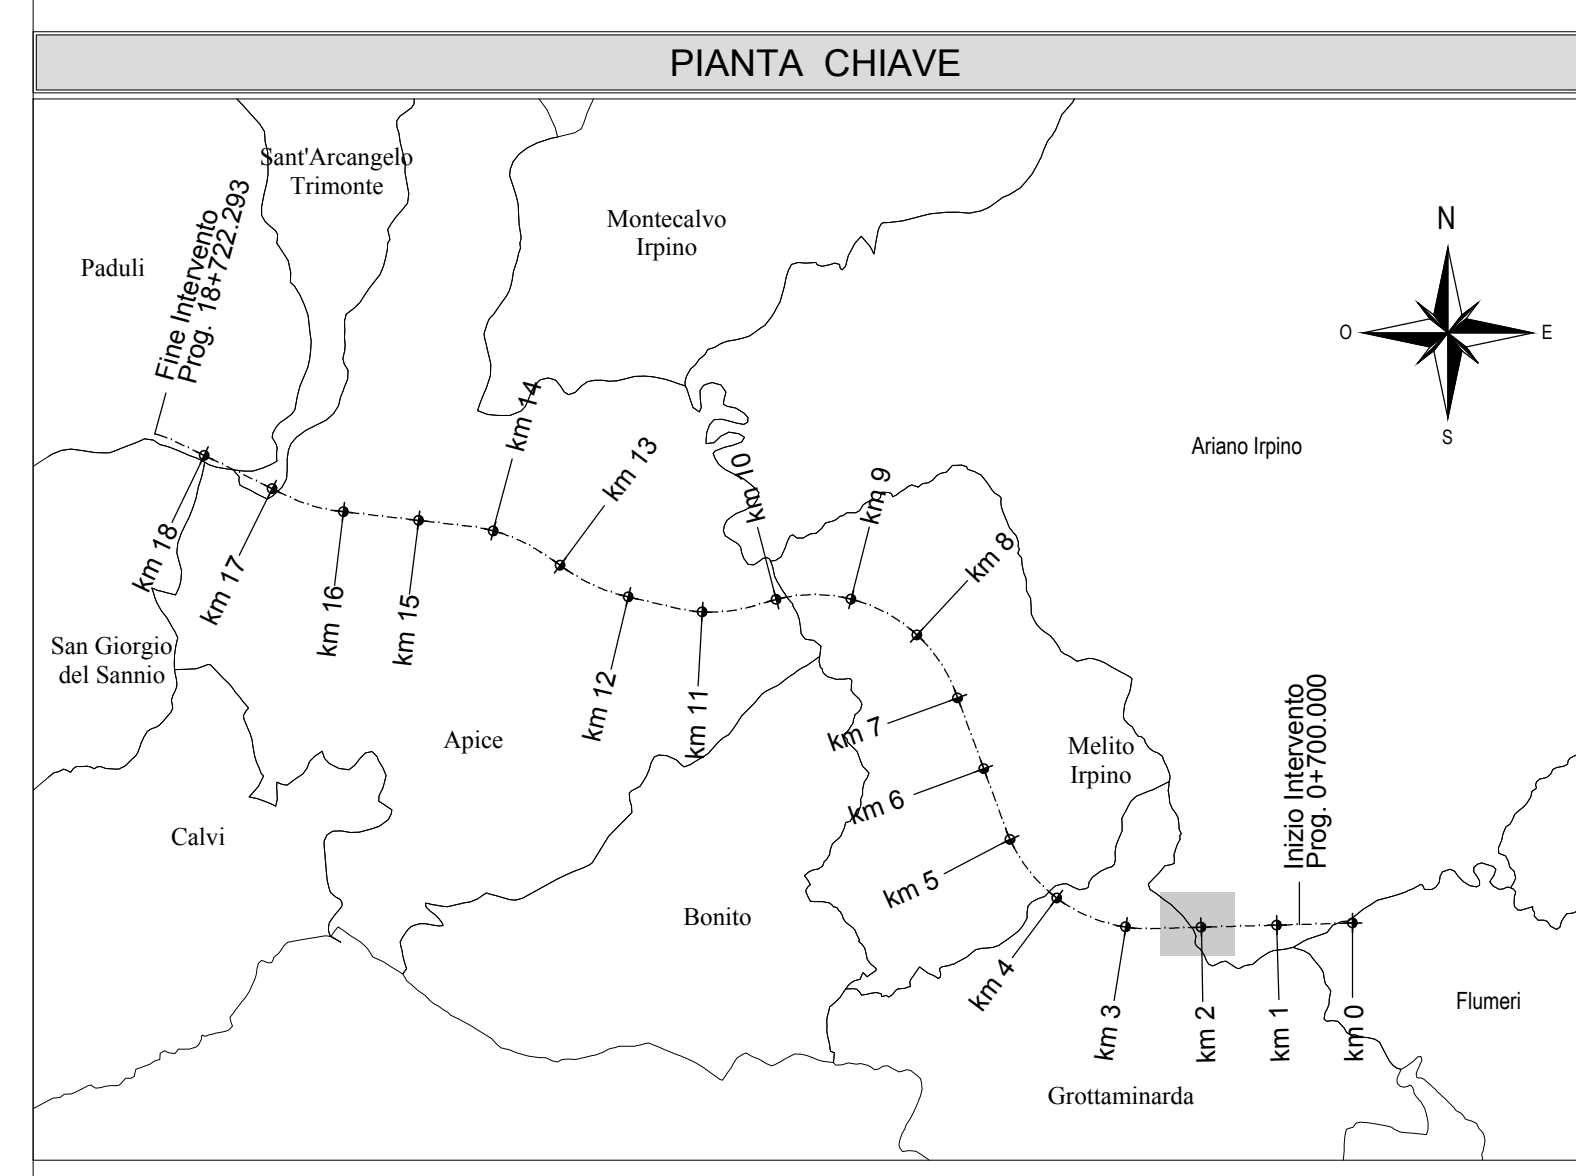 PIANTA CHIAVE
Sant'Arcangelo
Trimonte
Montecalvo
Irpino
Paduli
Fine Intervento
Prog. 18+722.293
N
O
E
S
Ariano Irpino
km 18
km 17
km 16
km 15
km 14
km 13
km 12
km 11
km 10
km 9
km 8
km 7
km 6
km 5
km 4
km 3
km 2
km 1
km 0
San Giorgio
del Sannio
Apice
Melito
Irpino
Inizio Intervento
Prog. 0+700.000
Calvi
Bonito
Flumeri
Grottaminarda